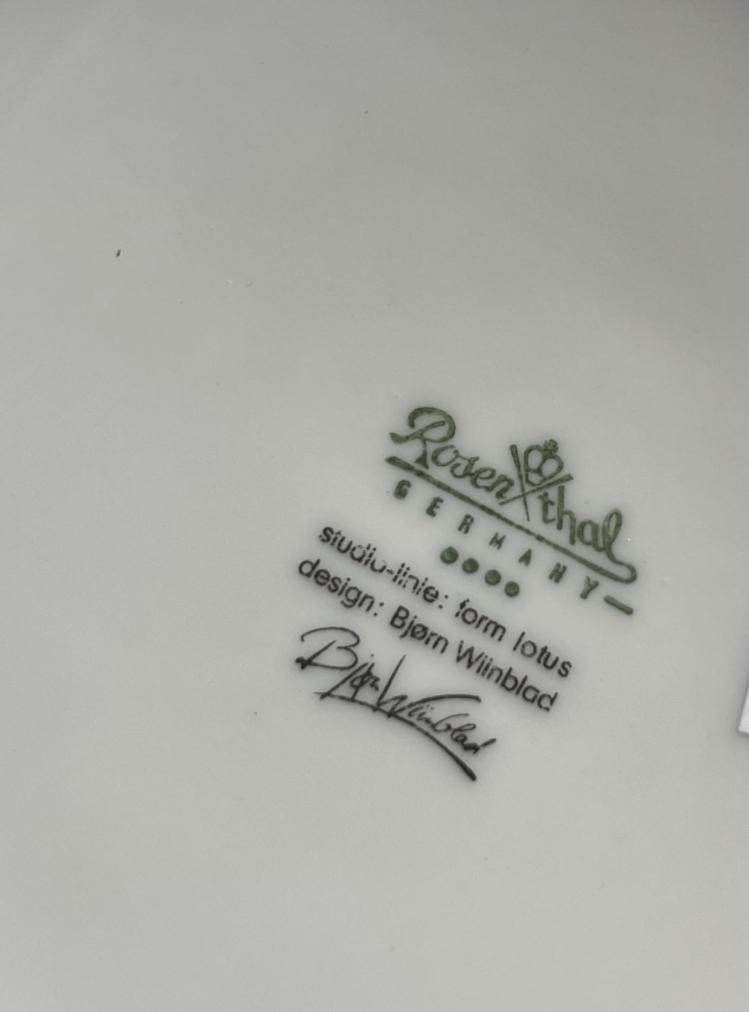 Rosenthal
GERMANY
studio-linie: form lotus
design: Bjørn Wiinblad
Bjørn Wiinblad